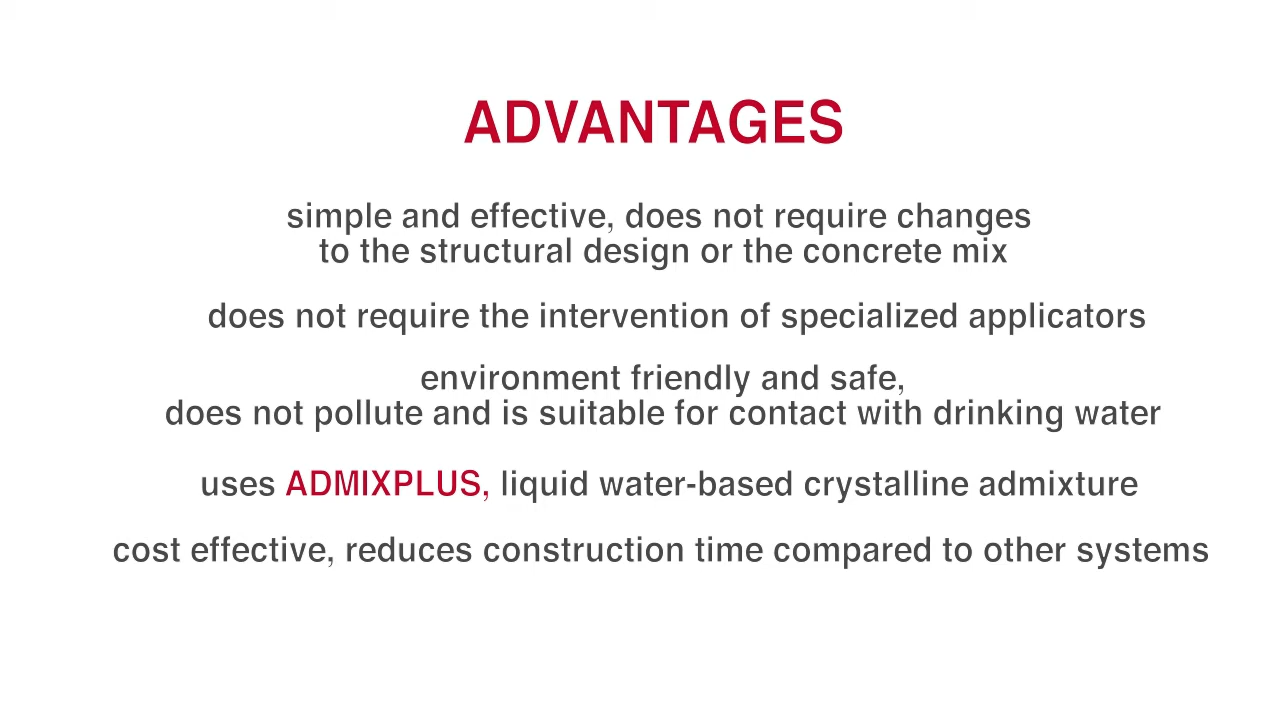 ADVANTAGES
simple and effective, does not require changes
to the structural design or the concrete mix
does not require the intervention of specialized applicators
environment friendly and safe,
does not pollute and is suitable for contact with drinking water
uses ADMIXPLUS, liquid water-based crystalline admixture
cost effective, reduces construction time compared to other systems